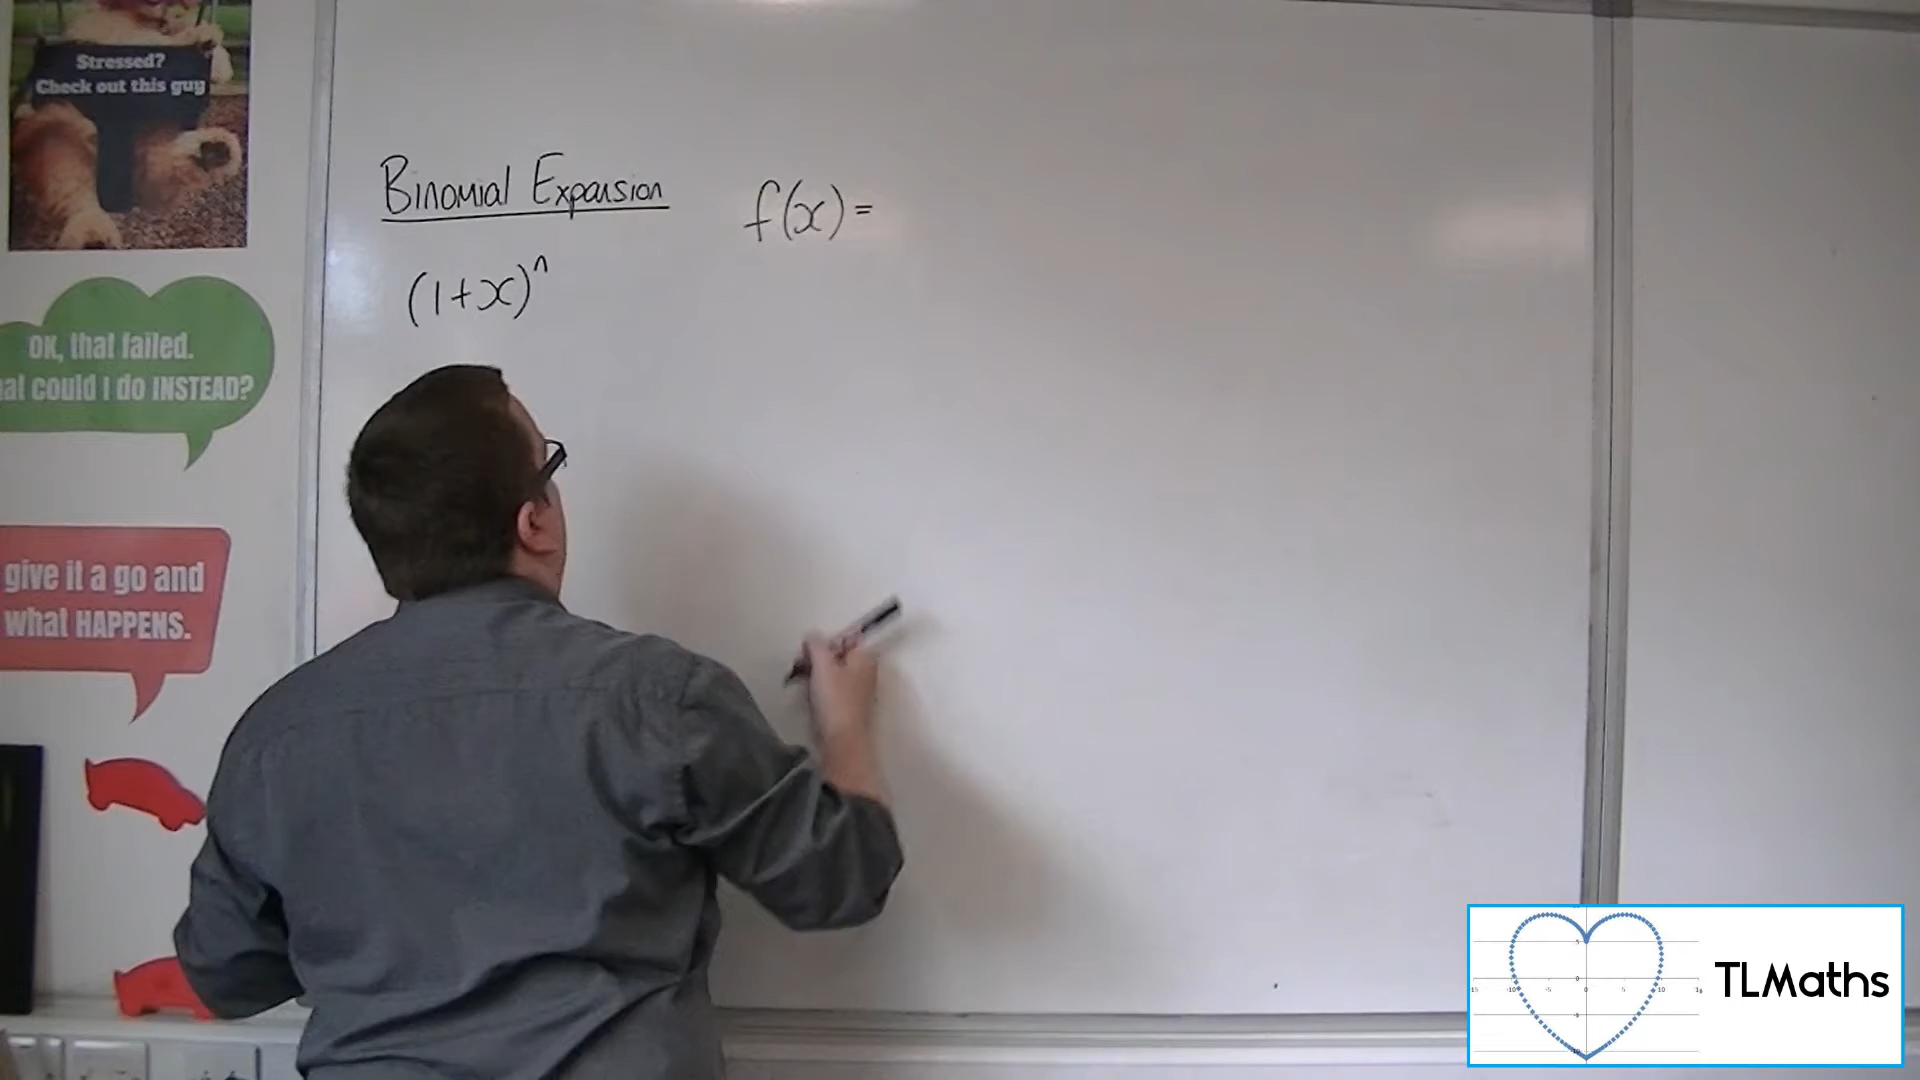 Stressed?
Check out this guy
Binomial Expansion
f(x) =
(1+x)^n
OK, that failed.
at could I do INSTEAD?
give it a go and
what HAPPENS.
TLMaths